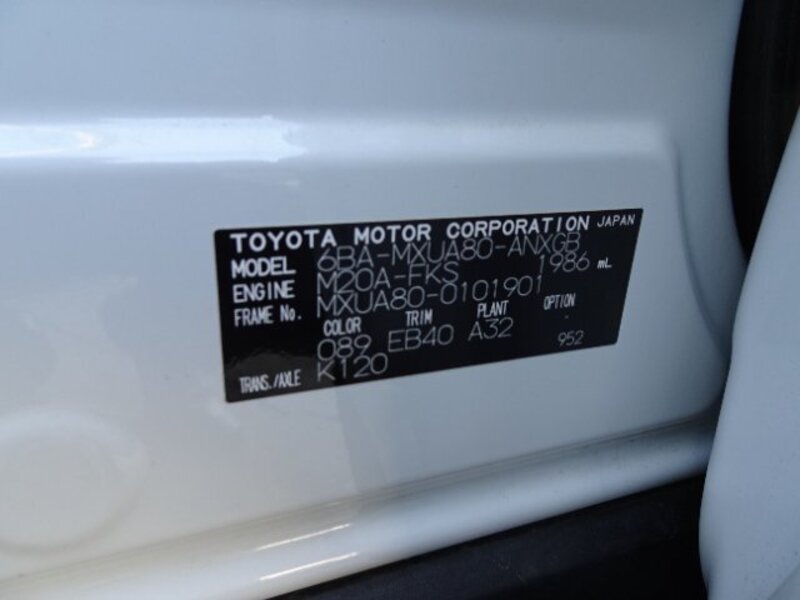 TOYOTA MOTOR CORPORATION JAPAN
MODEL 6BA-MXUA80-ANXGB
ENGINE M20A-FKS 1986 mL
FRAME No. MXUA80-0101901
COLOR TRIM PLANT OPTION
089 EB40 A32 -
952
TRANS./AXLE K120